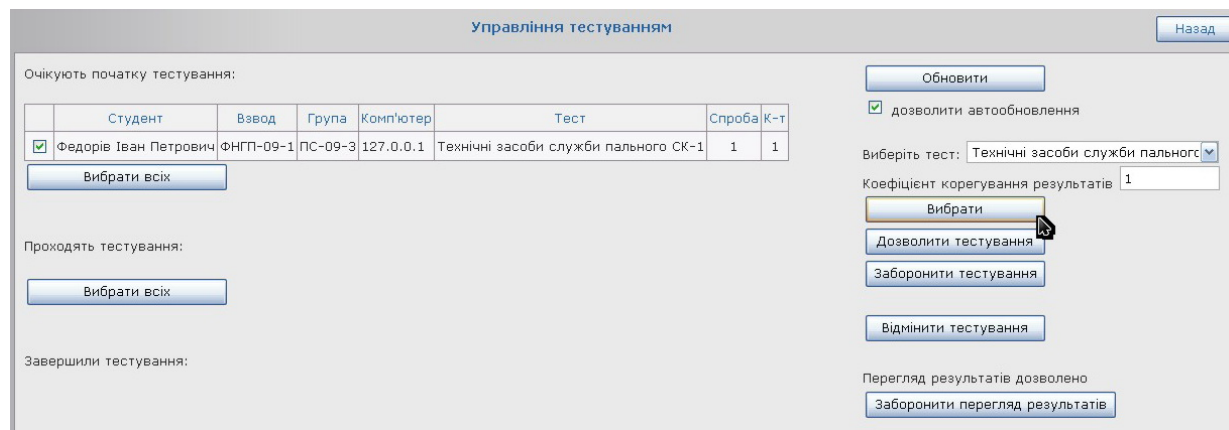 Управління тестуванням
Назад
Очікують початку тестування:
Студент Взвод Група Комп'ютер Тест Спроба К-т
Федорів Іван Петрович ФНГП-09-1 ПС-09-3 127.0.0.1 Технічні засоби служби пального СК-1 1 1
Вибрати всіх
Проходять тестування:
Вибрати всіх
Завершили тестування:
Обновити
дозволити автообновлення
Виберіть тест: Технічні засоби служби пального
Коефіцієнт корегування результатів 1
Вибрати
Дозволити тестування
Заборонити тестування
Відмінити тестування
Перегляд результатів дозволено
Заборонити перегляд результатів